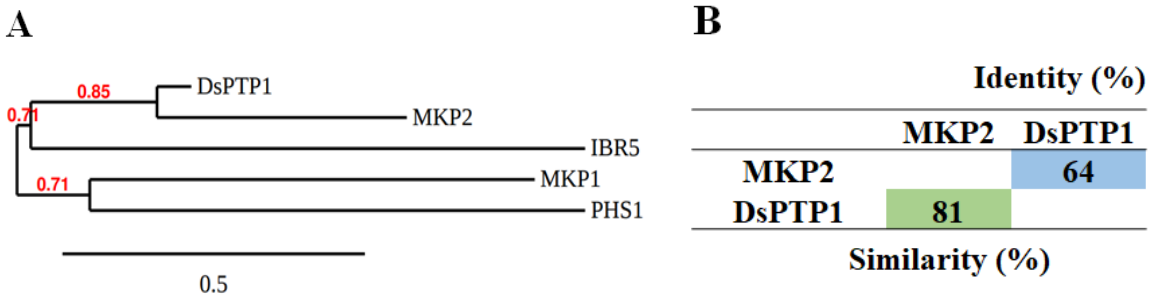 A
0.85
DsPTP1
0.71
MKP2
IBR5
0.71
MKP1
PHS1
0.5
B
Identity (%)
MKP2 DsPTP1
MKP2 64
DsPTP1 81
Similarity (%)